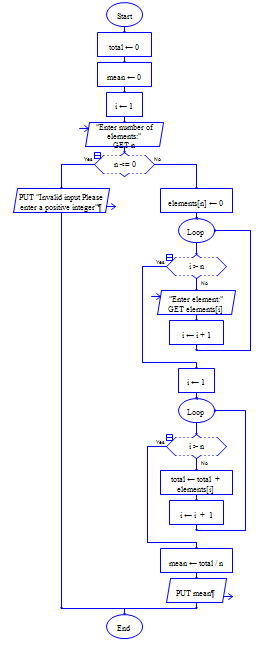 Start
total ← 0
mean ← 0
i ← 1
"Enter number of
elements:"
GET n
Yes
n <= 0
No
PUT "Invalid input Please
enter a positive integer"¶
elements[n] ← 0
Loop
Yes
i > n
No
"Enter element:"
GET elements[i]
i ← i + 1
i ← 1
Loop
Yes
i > n
No
total ← total +
elements[i]
i ← i + 1
mean ← total / n
PUT mean¶
End